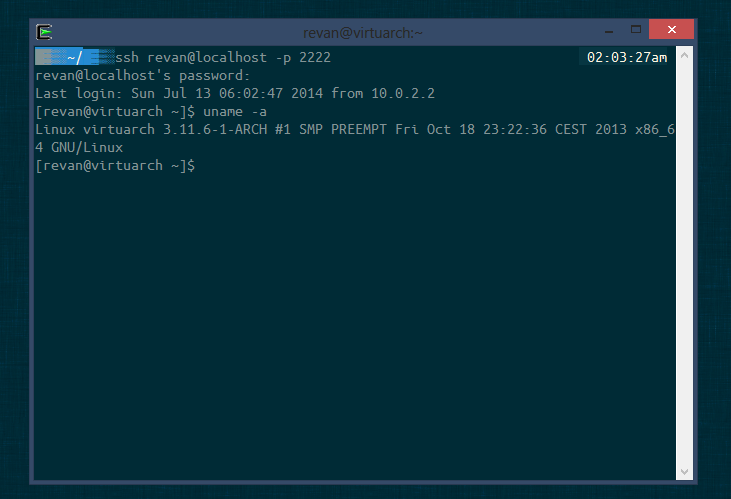 revan@virtuarch:~
~/ ssh revan@localhost -p 2222 02:03:27am
revan@localhost's password:
Last login: Sun Jul 13 06:02:47 2014 from 10.0.2.2
[revan@virtuarch ~]$ uname -a
Linux virtuarch 3.11.6-1-ARCH #1 SMP PREEMPT Fri Oct 18 23:22:36 CEST 2013 x86_6
4 GNU/Linux
[revan@virtuarch ~]$